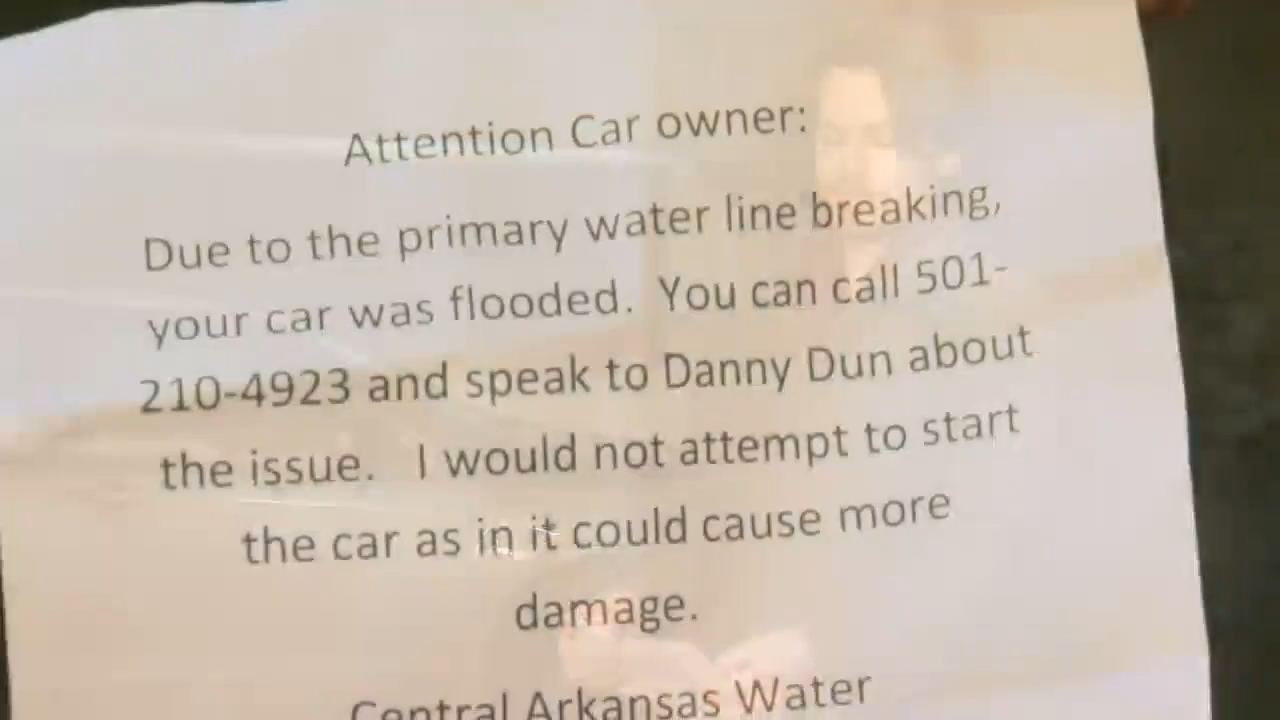 Attention Car owner:
Due to the primary water line breaking,
your car was flooded. You can call 501-
210-4923 and speak to Danny Dun about
the issue. I would not attempt to start
the car as in it could cause more
damage.
Central Arkansas Water